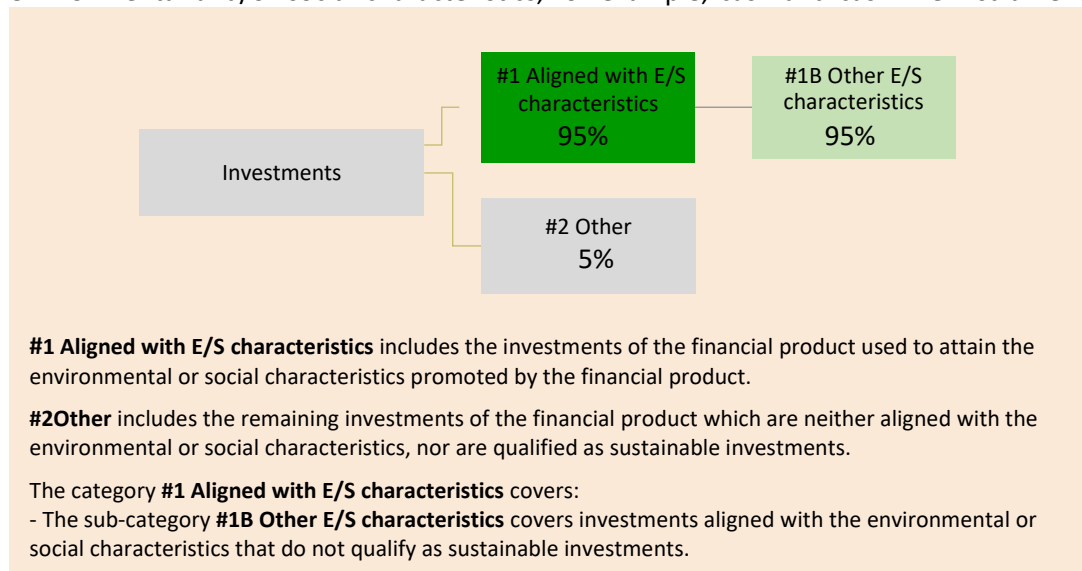 #1 Aligned with E/S
characteristics
95%
#1B Other E/S
characteristics
95%
Investments
#2 Other
5%
#1 Aligned with E/S characteristics includes the investments of the financial product used to attain the
environmental or social characteristics promoted by the financial product.
#2Other includes the remaining investments of the financial product which are neither aligned with the
environmental or social characteristics, nor are qualified as sustainable investments.
The category #1 Aligned with E/S characteristics covers:
- The sub-category #1B Other E/S characteristics covers investments aligned with the environmental or
social characteristics that do not qualify as sustainable investments.